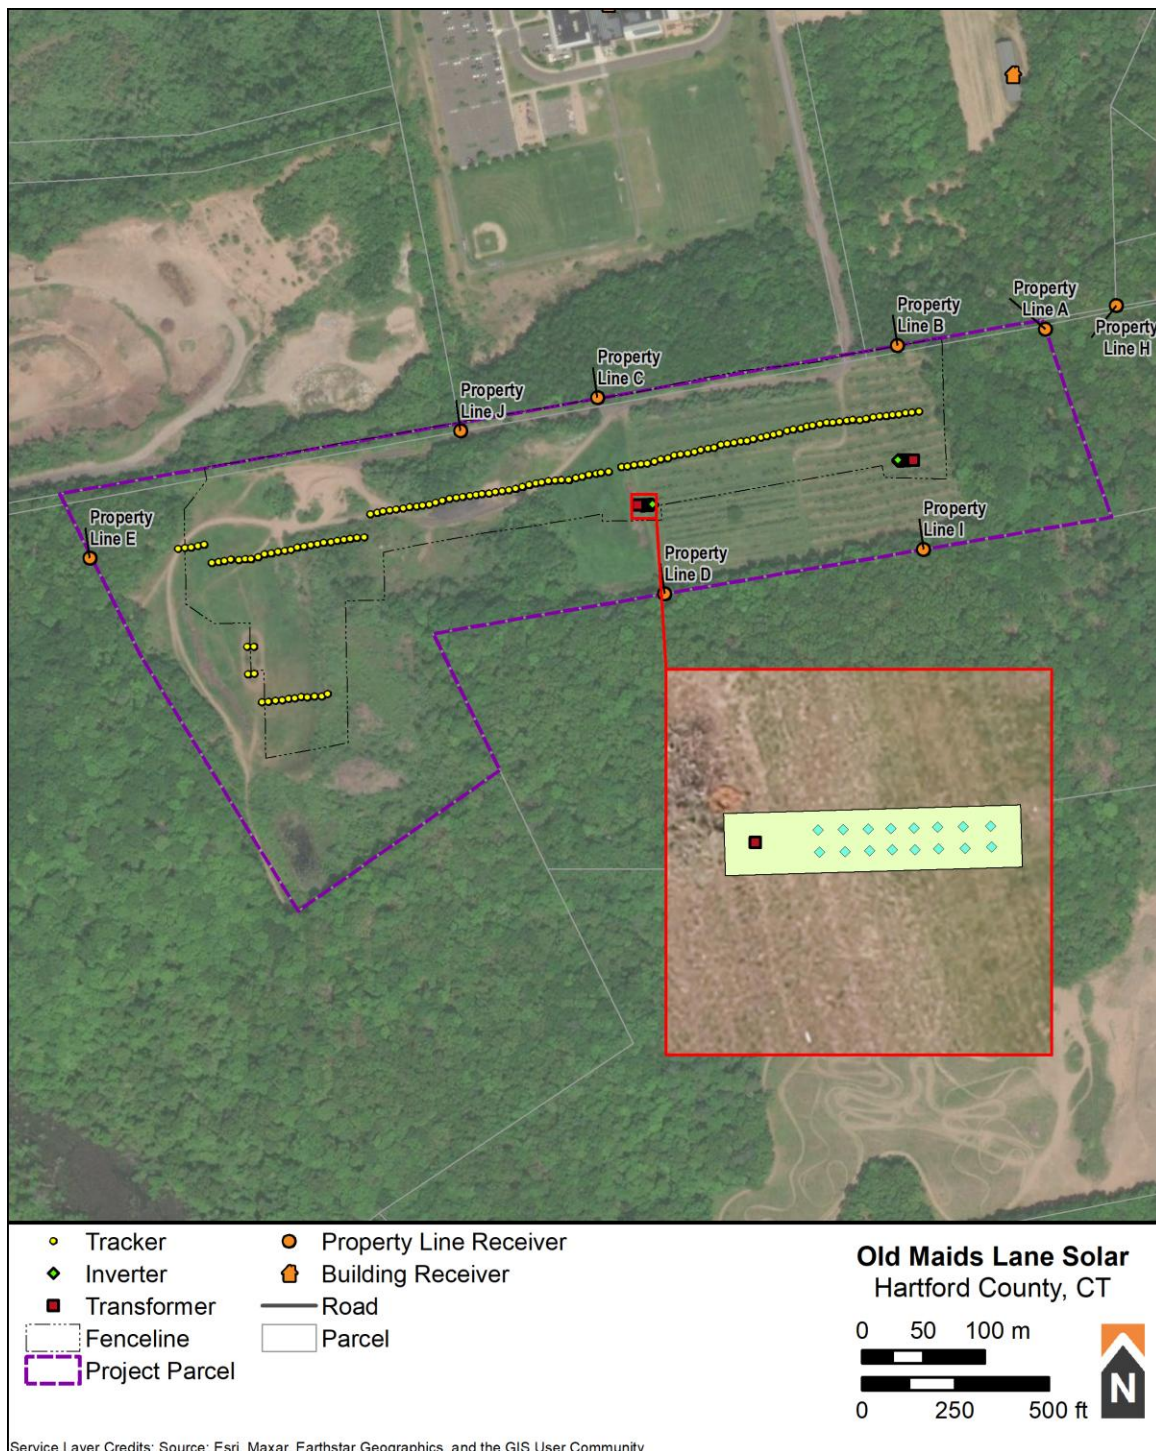 Property
Line A
Property
Line B
Property
Line H
Property
Line C
Property
Line J
Property
Line E
Property
Line I
Property
Line D
Tracker
Inverter
Transformer
Fenceline
Project Parcel
Property Line Receiver
Building Receiver
Road
Parcel
Old Maids Lane Solar
Hartford County, CT
0 50 100 m
0 250 500 ft
N
Service Layer Credits: Source: Esri, Maxar, Earthstar Geographics, and the GIS User Community